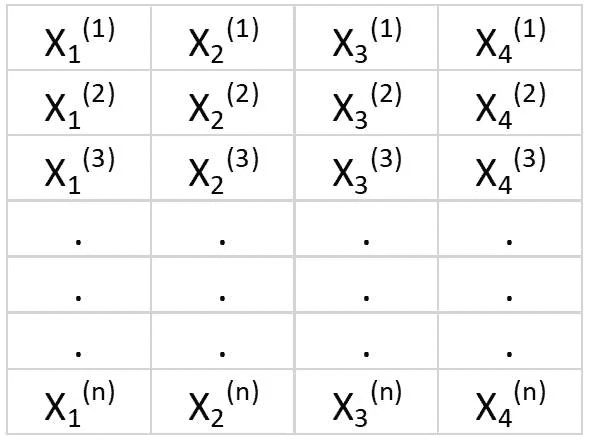 X₁⁽¹⁾ X₂⁽¹⁾ X₃⁽¹⁾ X₄⁽¹⁾
X₁⁽²⁾ X₂⁽²⁾ X₃⁽²⁾ X₄⁽²⁾
X₁⁽³⁾ X₂⁽³⁾ X₃⁽³⁾ X₄⁽³⁾
. . . .
. . . .
. . . .
X₁⁽ⁿ⁾ X₂⁽ⁿ⁾ X₃⁽ⁿ⁾ X₄⁽ⁿ⁾